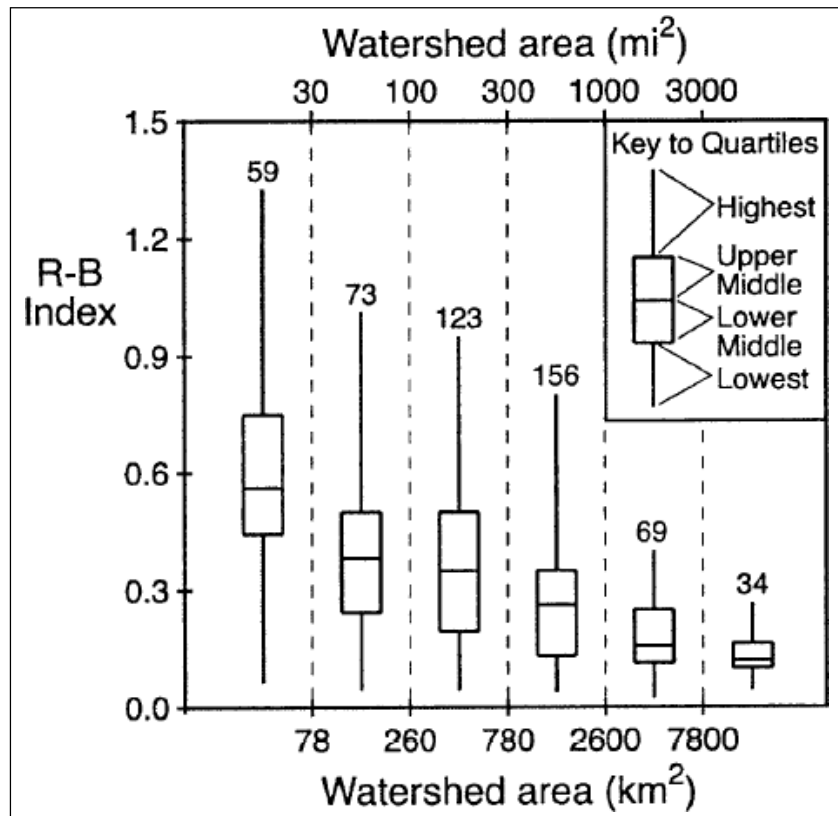 Watershed area (mi²)
30 100 300 1000 3000
1.5
1.2
0.9
0.6
0.3
0.0
R-B
Index
59
73
123
156
69
34
Key to Quartiles
Highest
Upper
Middle
Lower
Middle
Lowest
78 260 780 2600 7800
Watershed area (km²)